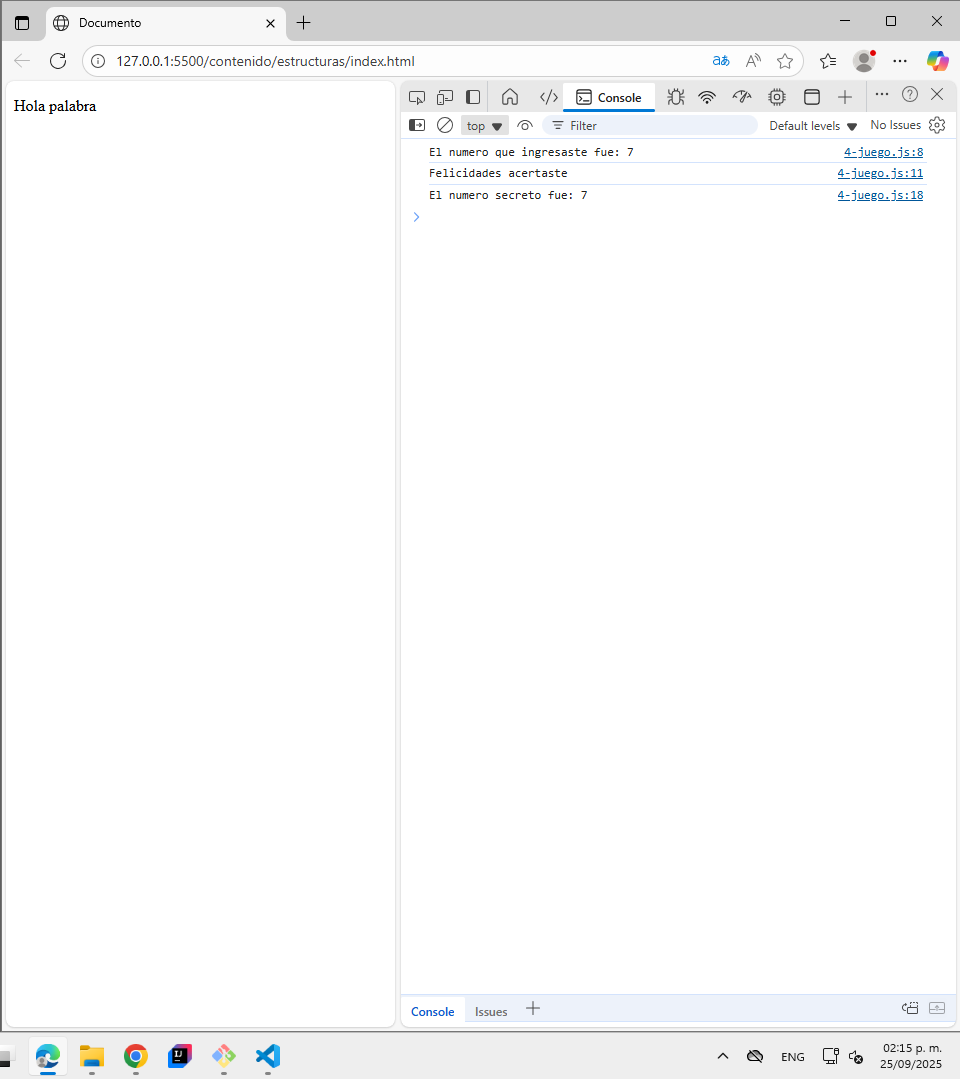 Documento
127.0.0.1:5500/contenido/estructuras/index.html
Hola palabra
Console
top
Filter
Default levels
No Issues
El numero que ingresaste fue: 7 4-juego.js:8
Felicidades acertaste 4-juego.js:11
El numero secreto fue: 7 4-juego.js:18
Console
Issues
ENG
02:15 p. m.
25/09/2025